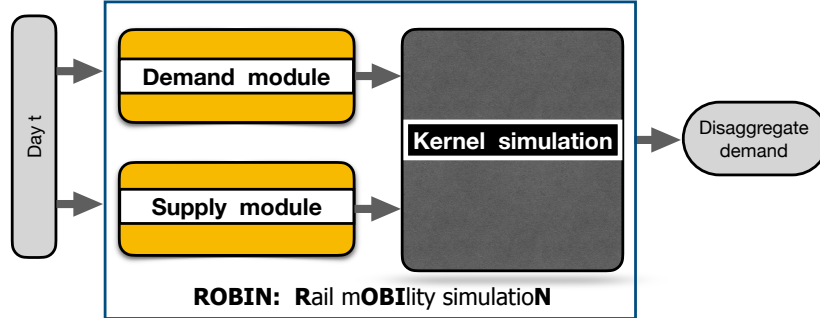 Day t
Demand module
Supply module
Kernel simulation
Disaggregate
demand
ROBIN: Rail mOBIlity simulatioN